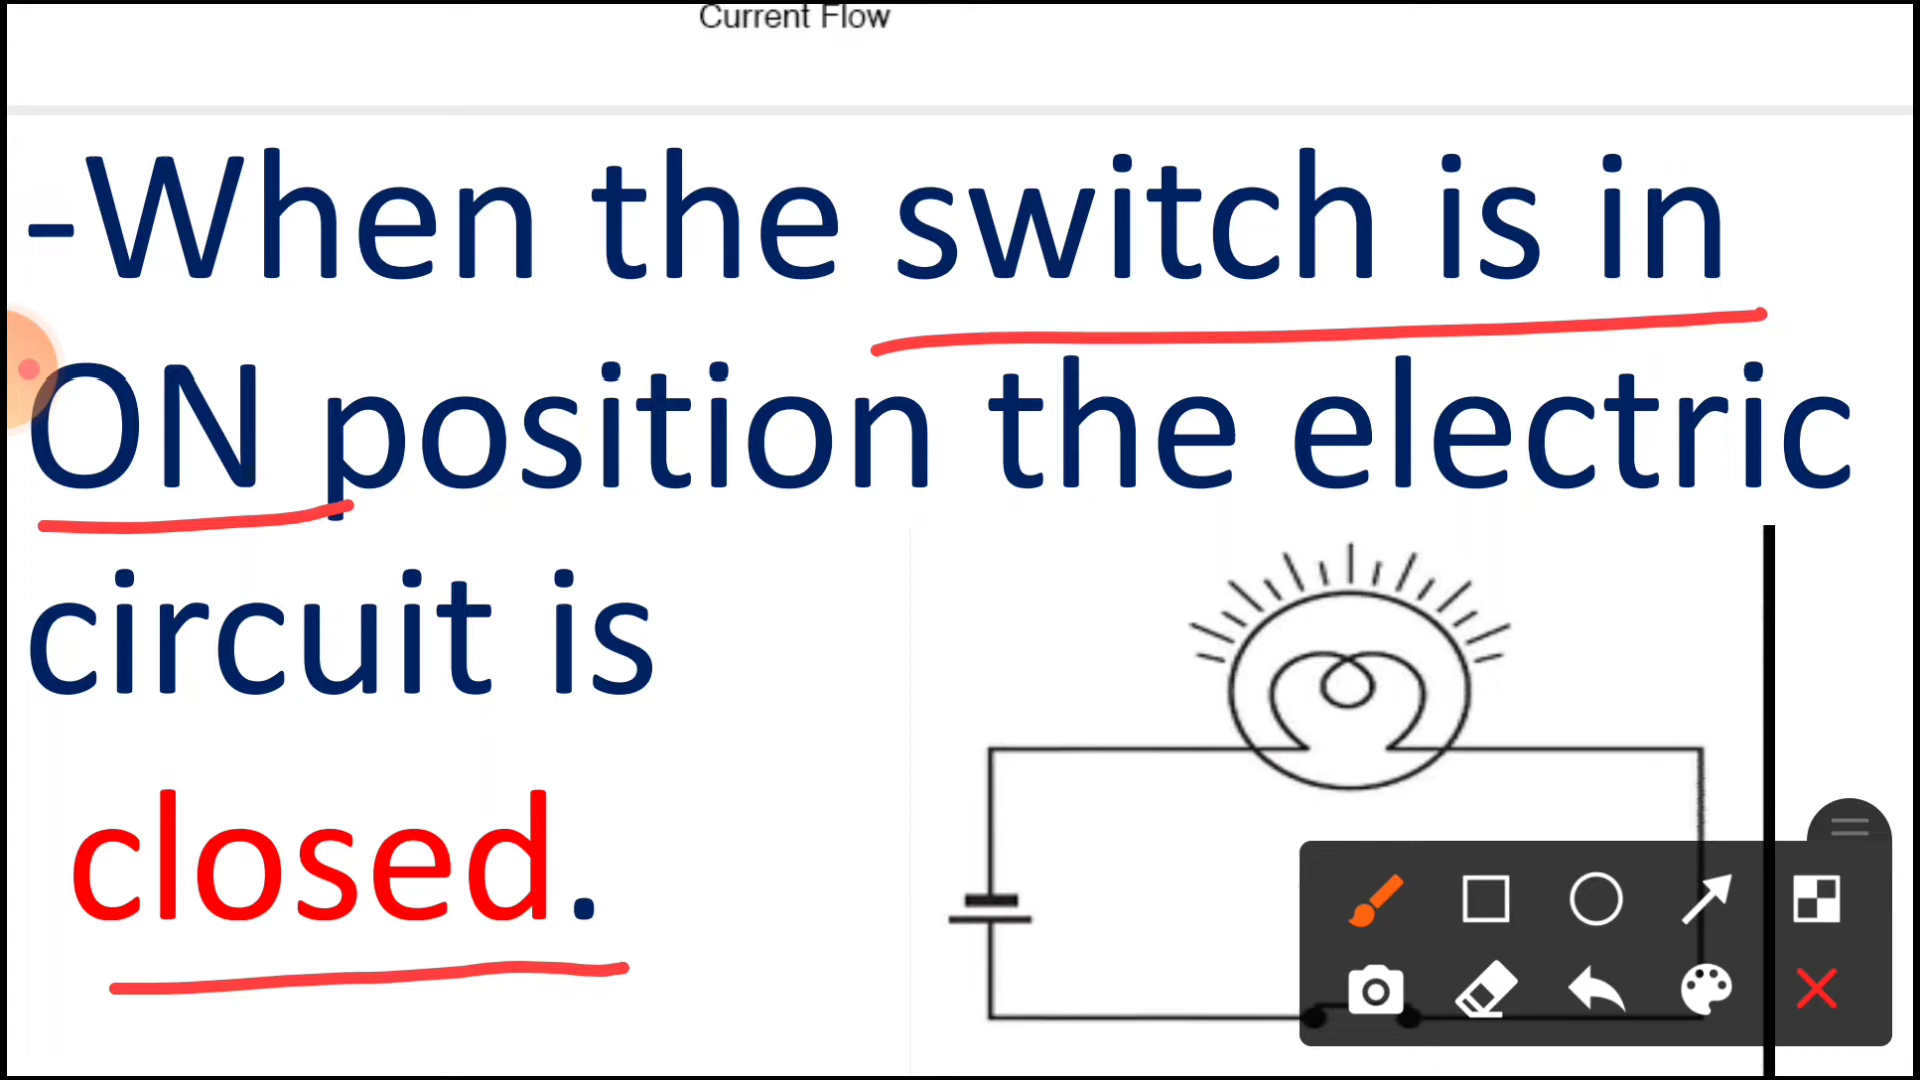 Current Flow
-When the switch is in
ON position the electric
circuit is
closed.